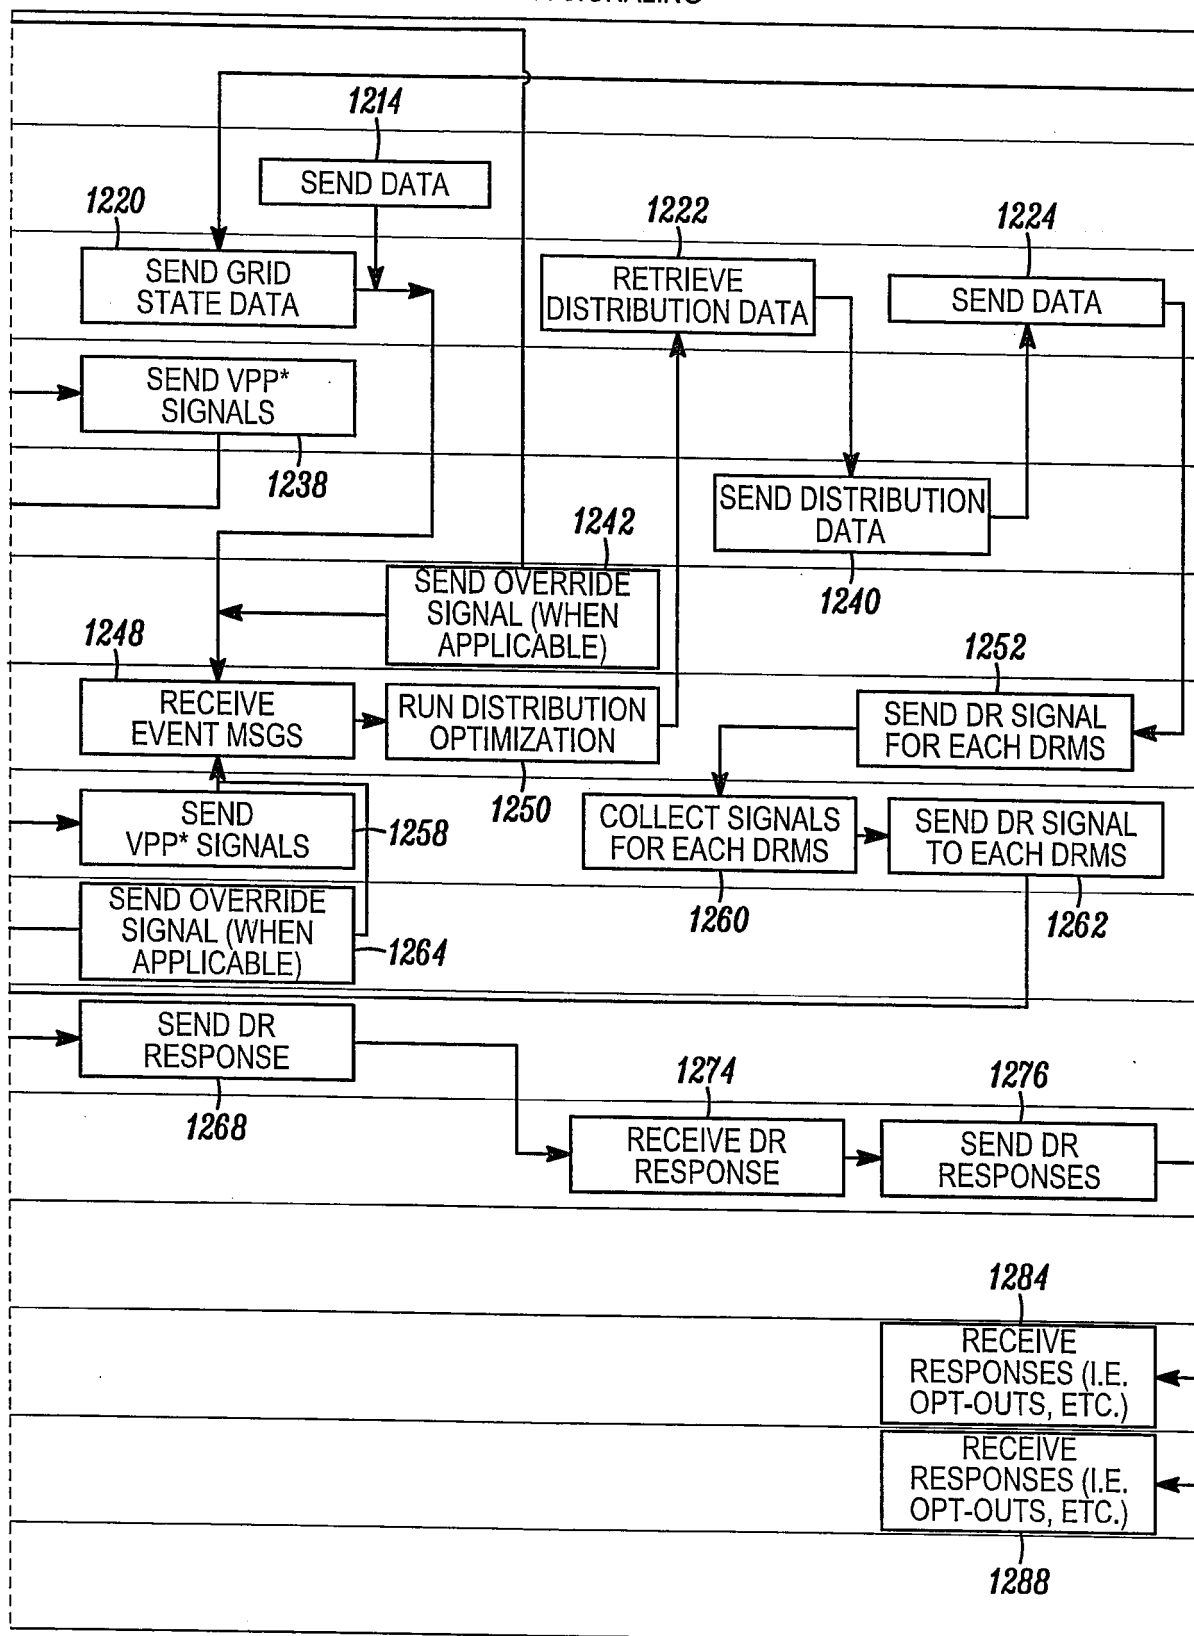 SIGNALING
1214
SEND DATA
1220
SEND GRID
STATE DATA
1222
RETRIEVE
DISTRIBUTION DATA
1224
SEND DATA
SEND VPP*
SIGNALS
1238
SEND DISTRIBUTION
DATA
1240
1242
SEND OVERRIDE
SIGNAL (WHEN
APPLICABLE)
1248
RECEIVE
EVENT MSGS
RUN DISTRIBUTION
OPTIMIZATION
1250
1252
SEND DR SIGNAL
FOR EACH DRMS
SEND
VPP* SIGNALS
1258
COLLECT SIGNALS
FOR EACH DRMS
1260
SEND DR SIGNAL
TO EACH DRMS
1262
SEND OVERRIDE
SIGNAL (WHEN
APPLICABLE)
1264
SEND DR
RESPONSE
1268
1274
RECEIVE DR
RESPONSE
1276
SEND DR
RESPONSES
1284
RECEIVE
RESPONSES (I.E.
OPT-OUTS, ETC.)
RECEIVE
RESPONSES (I.E.
OPT-OUTS, ETC.)
1288